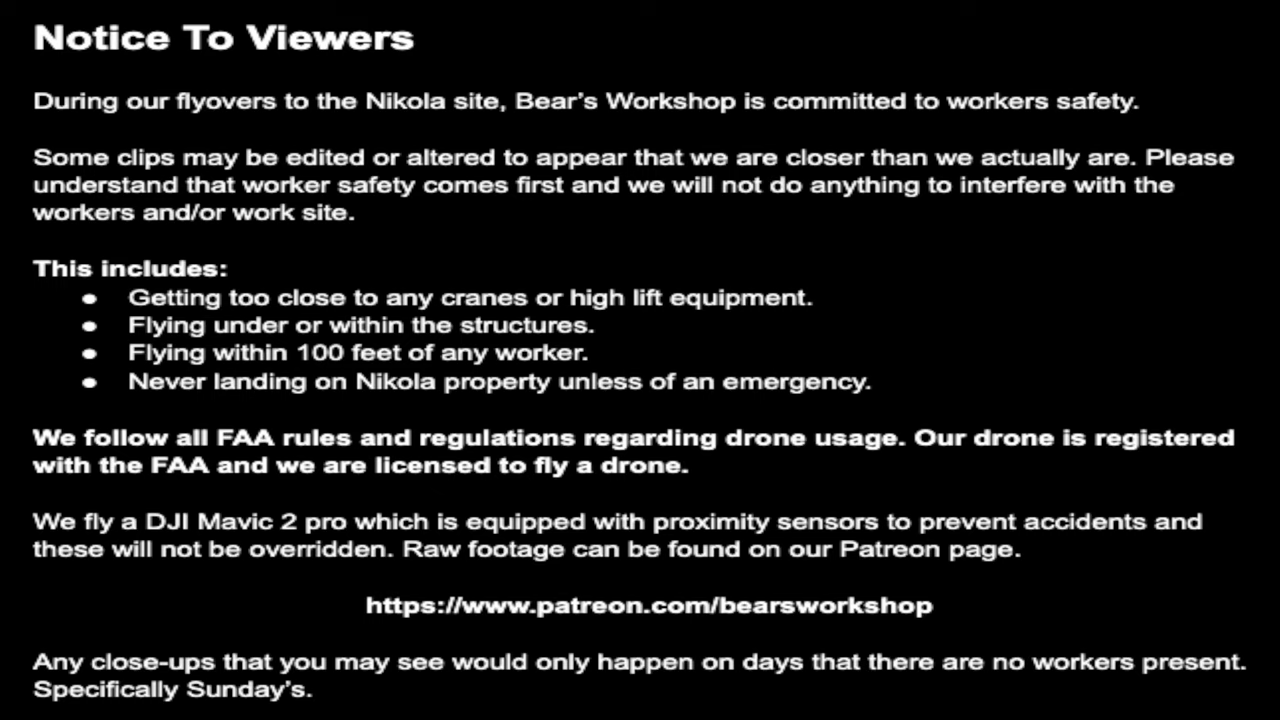 Notice To Viewers
During our flyovers to the Nikola site, Bear's Workshop is committed to workers safety.
Some clips may be edited or altered to appear that we are closer than we actually are. Please
understand that worker safety comes first and we will not do anything to interfere with the
workers and/or work site.
This includes:
● Getting too close to any cranes or high lift equipment.
● Flying under or within the structures.
● Flying within 100 feet of any worker.
● Never landing on Nikola property unless of an emergency.
We follow all FAA rules and regulations regarding drone usage. Our drone is registered
with the FAA and we are licensed to fly a drone.
We fly a DJI Mavic 2 pro which is equipped with proximity sensors to prevent accidents and
these will not be overridden. Raw footage can be found on our Patreon page.
https://www.patreon.com/bearsworkshop
Any close-ups that you may see would only happen on days that there are no workers present.
Specifically Sunday's.